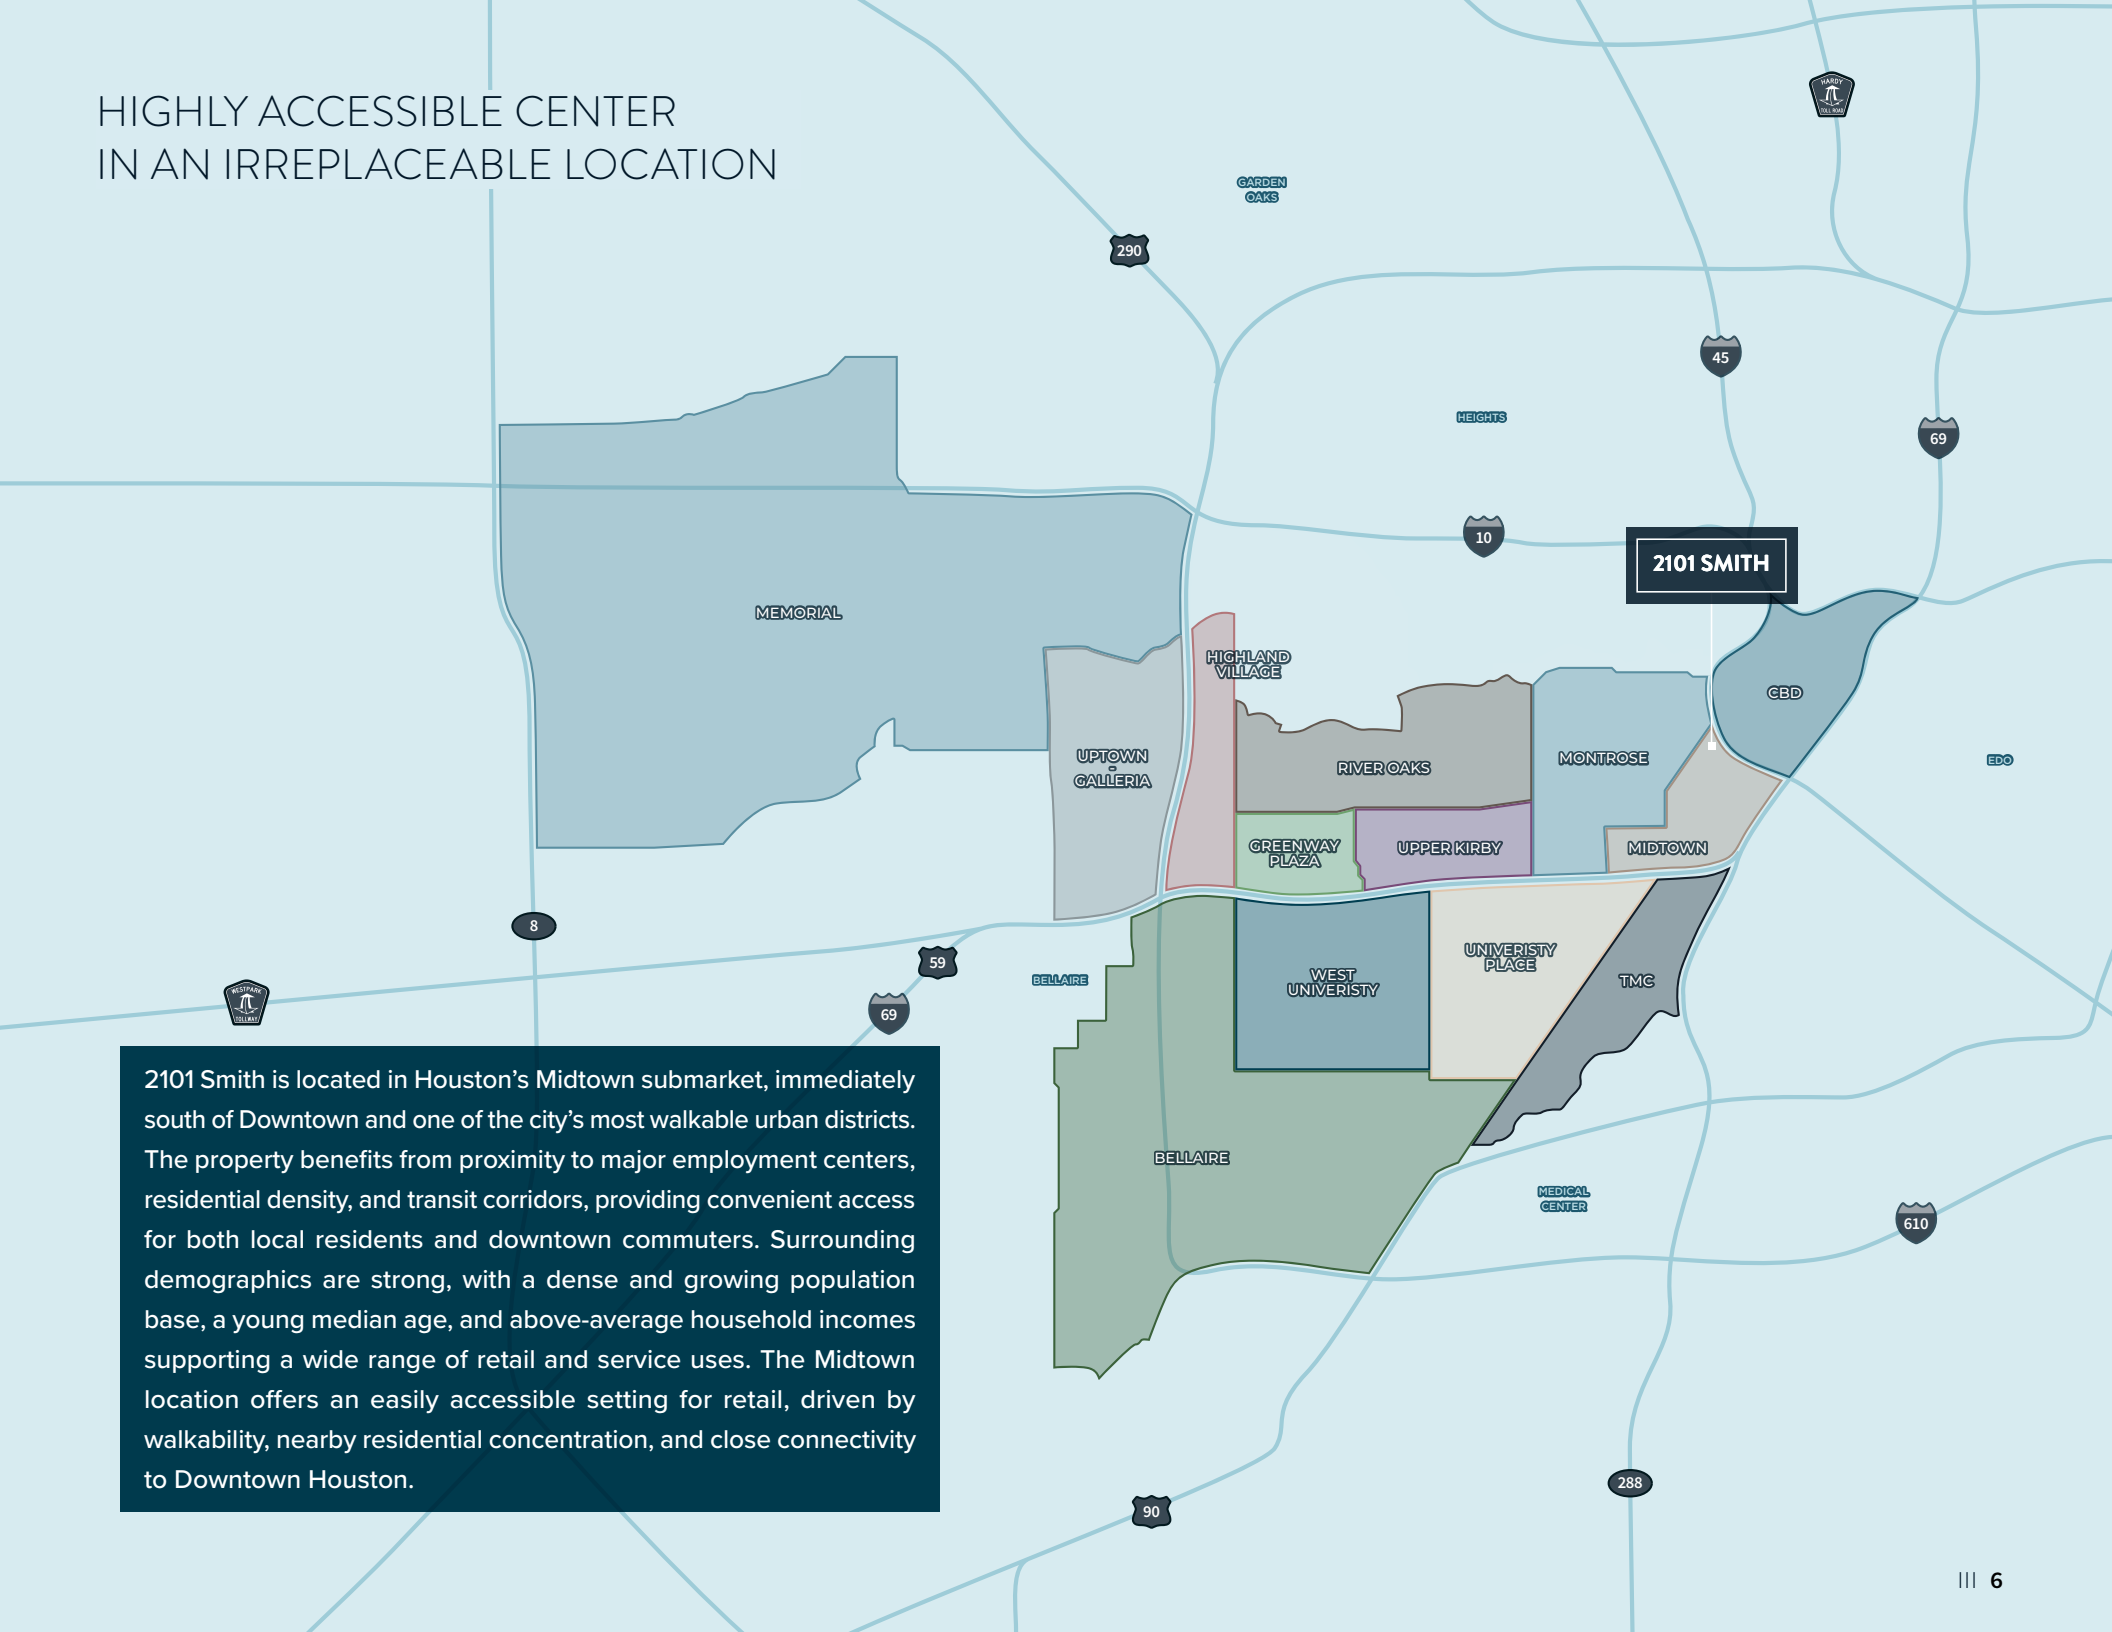 HIGHLY ACCESSIBLE CENTER
IN AN IRREPLACEABLE LOCATION
HARDY
TOLL ROAD
GARDEN
OAKS
290
45
HEIGHTS
69
10
2101 SMITH
MEMORIAL
HIGHLAND
VILLAGE
CBD
UPTOWN
-
GALLERIA
RIVER OAKS
MONTROSE
EDO
GREENWAY
PLAZA
UPPER KIRBY
MIDTOWN
8
59
UNIVERISTY
PLACE
BELLAIRE
WEST
UNIVERISTY
TMC
WESTPARK
TOLLWAY
69
2101 Smith is located in Houston’s Midtown submarket, immediately
south of Downtown and one of the city’s most walkable urban districts.
The property benefits from proximity to major employment centers,
residential density, and transit corridors, providing convenient access
for both local residents and downtown commuters. Surrounding
demographics are strong, with a dense and growing population
base, a young median age, and above-average household incomes
supporting a wide range of retail and service uses. The Midtown
location offers an easily accessible setting for retail, driven by
walkability, nearby residential concentration, and close connectivity
to Downtown Houston.
BELLAIRE
MEDICAL
CENTER
610
288
90
III 6